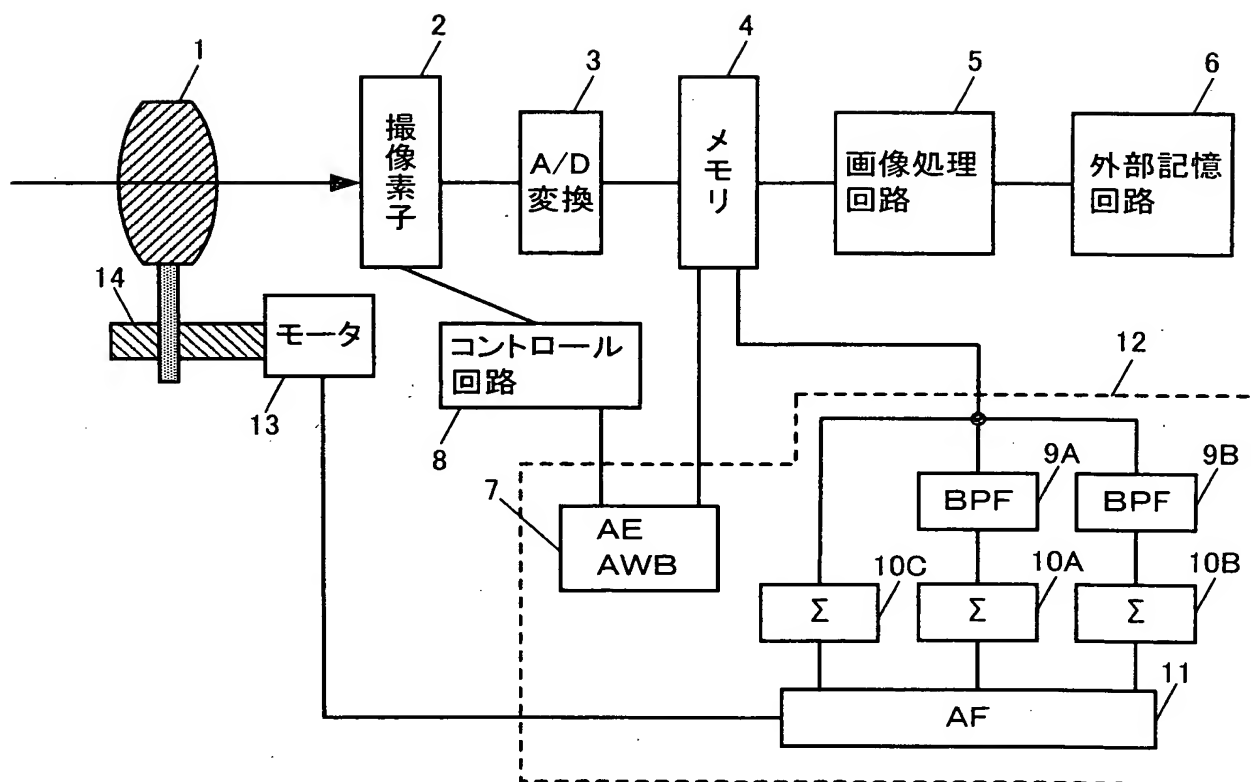 1
2
3
4
5
6
撮像素子
A/D
変換
メモリ
画像処理
回路
外部記憶
回路
14
モータ
13
コントロール
回路
8
12
7
AE
AWB
9A
BPF
9B
BPF
10C
Σ
10A
Σ
10B
Σ
11
AF